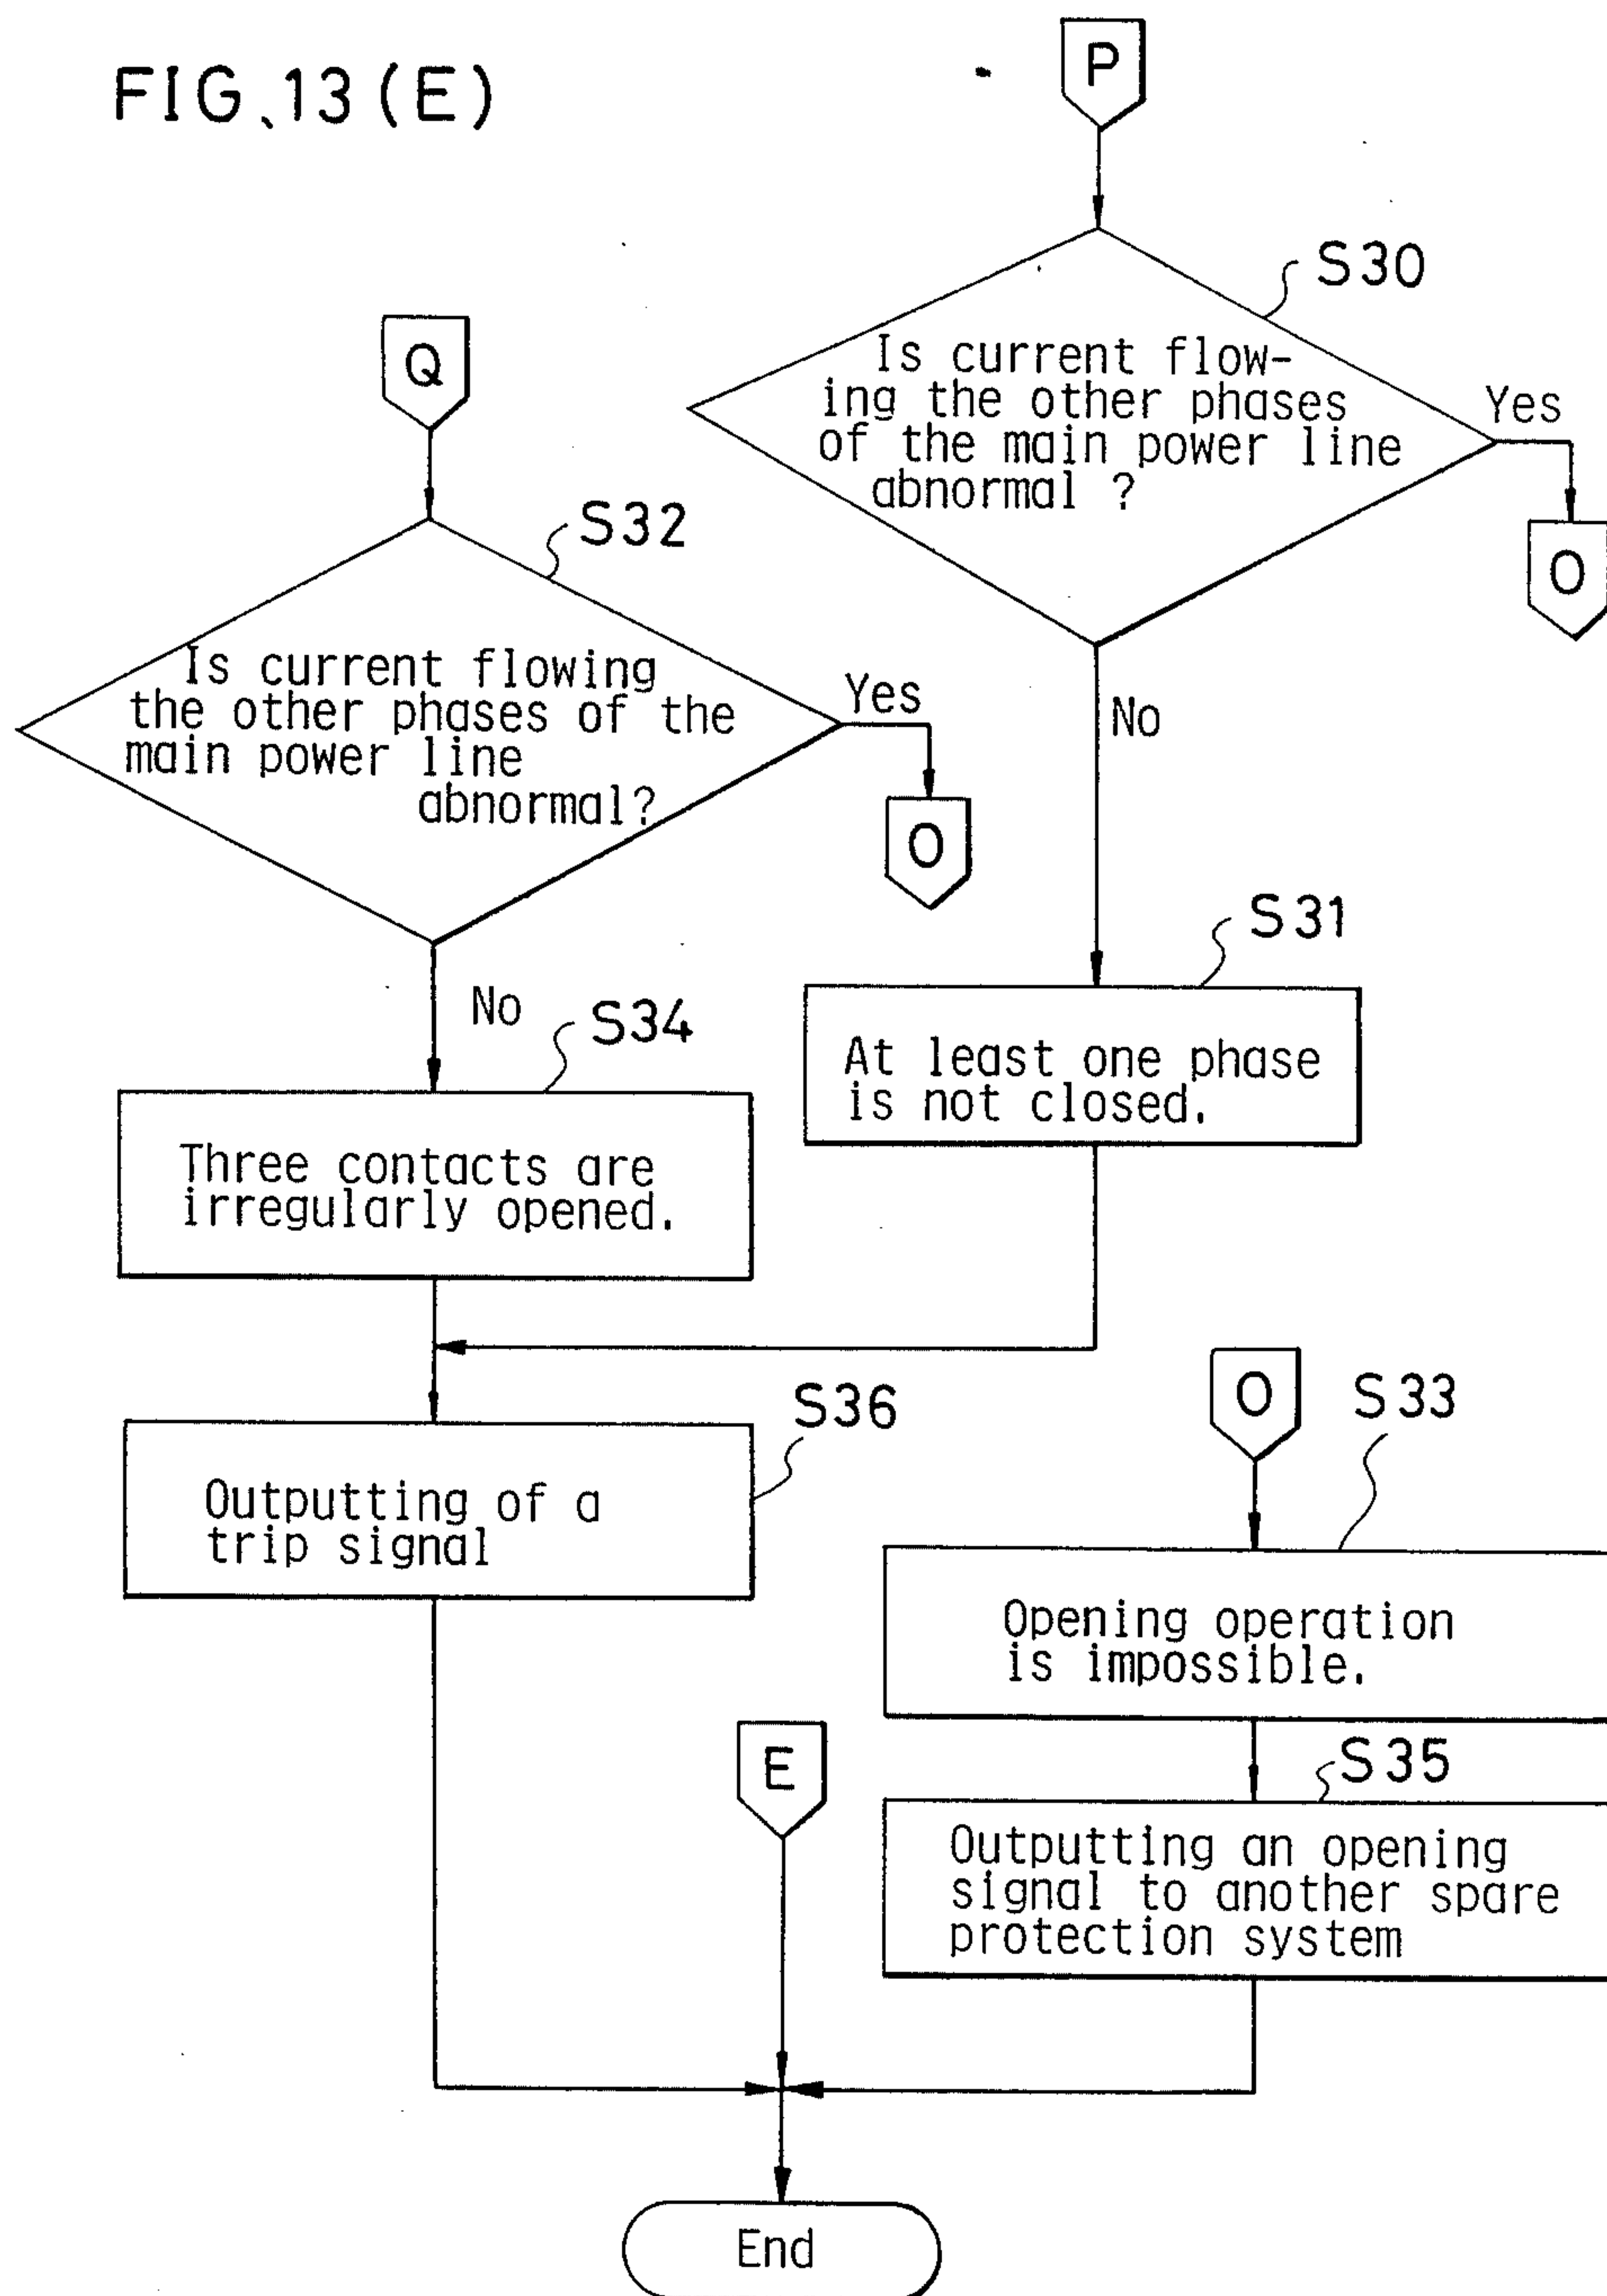 FIG.13(E)
P
S30
Is current flow-
ing the other phases
of the main power line
abnormal ?
Yes
O
No
Q
S32
Is current flowing
the other phases of the
main power line
abnormal?
Yes
O
No
S31
At least one phase
is not closed.
S34
Three contacts are
irregularly opened.
S36
Outputting of a
trip signal
O
S33
Opening operation
is impossible.
S35
Outputting an opening
signal to another spare
protection system
E
End